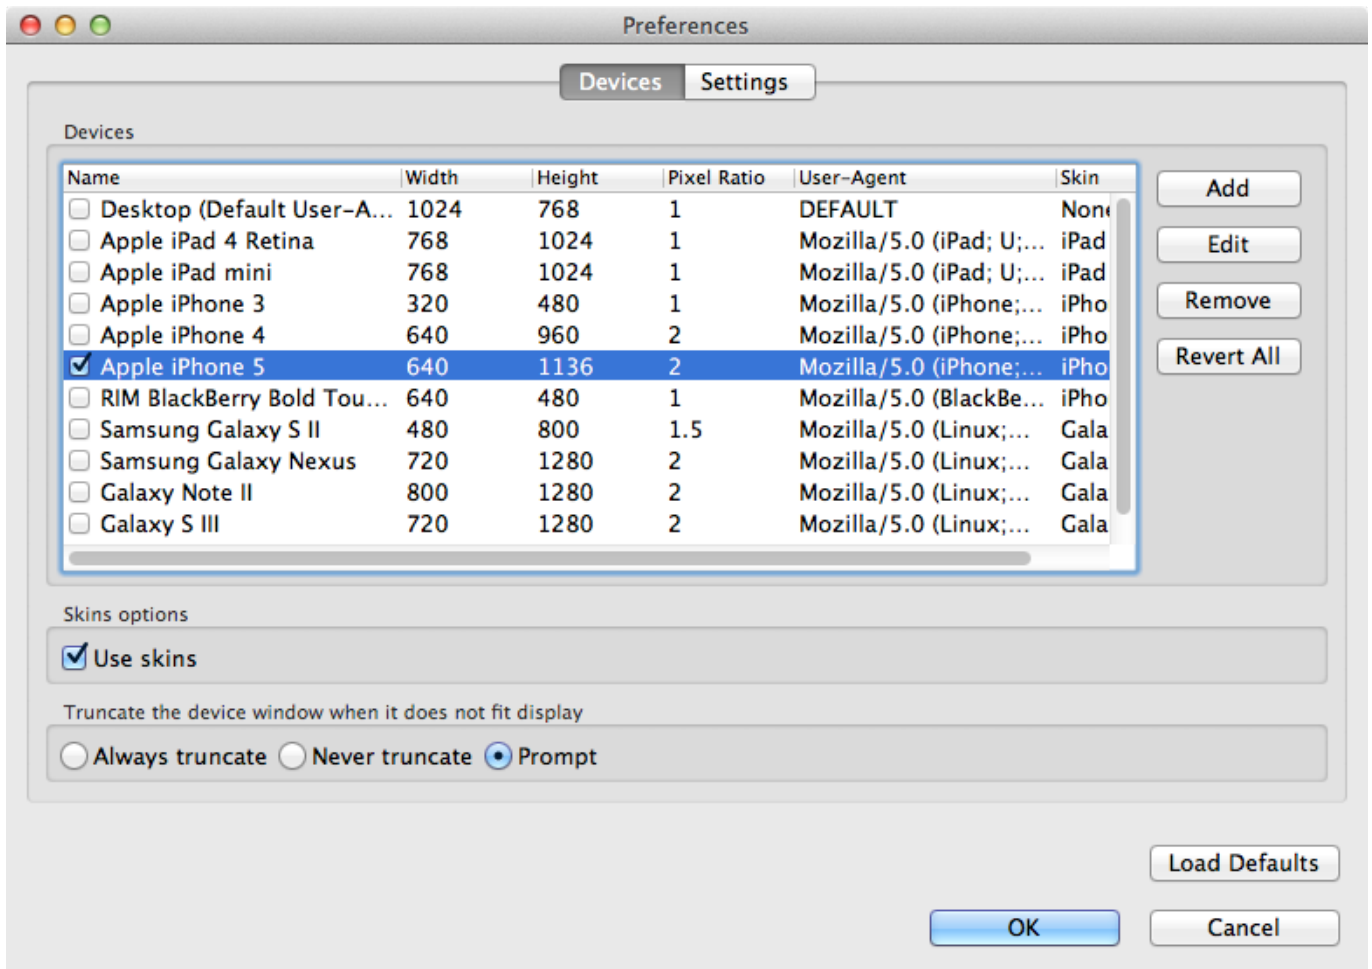 Preferences
Devices Settings
Devices
Name Width Height Pixel Ratio User-Agent Skin
Desktop (Default User-A... 1024 768 1 DEFAULT None
Apple iPad 4 Retina 768 1024 1 Mozilla/5.0 (iPad; U;... iPad
Apple iPad mini 768 1024 1 Mozilla/5.0 (iPad; U;... iPad
Apple iPhone 3 320 480 1 Mozilla/5.0 (iPhone;... iPho
Apple iPhone 4 640 960 2 Mozilla/5.0 (iPhone;... iPho
Apple iPhone 5 640 1136 2 Mozilla/5.0 (iPhone;... iPho
RIM BlackBerry Bold Tou... 640 480 1 Mozilla/5.0 (BlackBe... iPho
Samsung Galaxy S II 480 800 1.5 Mozilla/5.0 (Linux;... Gala
Samsung Galaxy Nexus 720 1280 2 Mozilla/5.0 (Linux;... Gala
Galaxy Note II 800 1280 2 Mozilla/5.0 (Linux;... Gala
Galaxy S III 720 1280 2 Mozilla/5.0 (Linux;... Gala
Add
Edit
Remove
Revert All
Skins options
Use skins
Truncate the device window when it does not fit display
Always truncate Never truncate Prompt
Load Defaults
OK Cancel